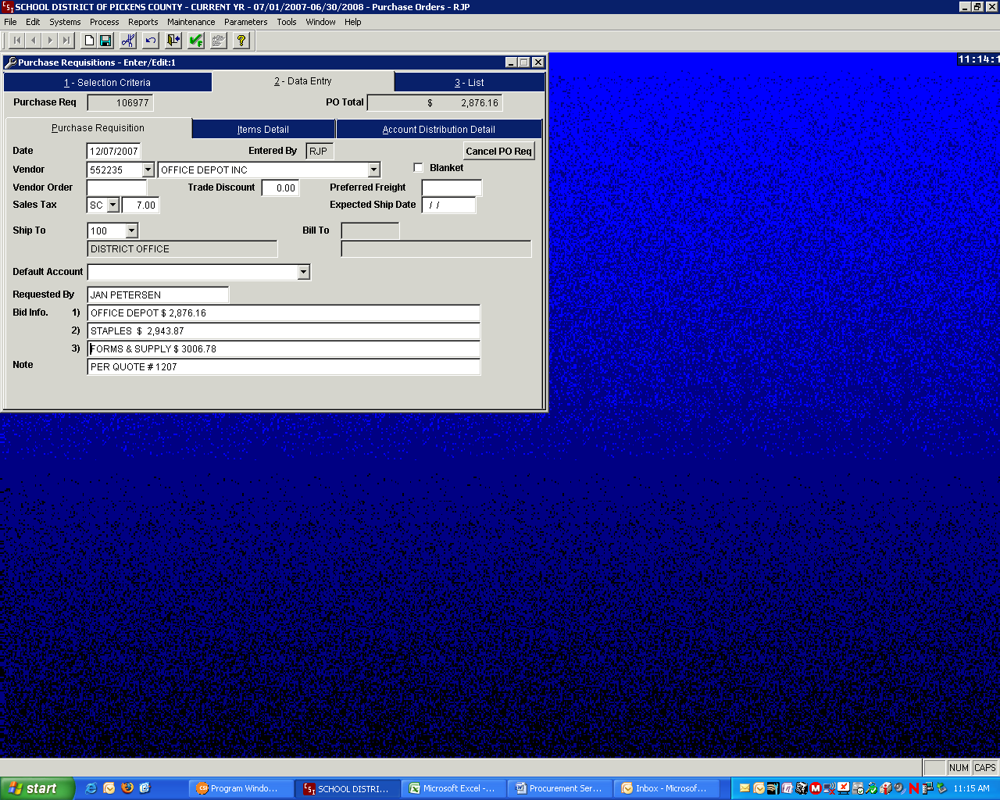 SCHOOL DISTRICT OF PICKENS COUNTY - CURRENT YR - 07/01/2007-06/30/2008 - Purchase Orders - RJP
File Edit Systems Process Reports Maintenance Parameters Tools Window Help
11:14:1
Purchase Requisitions - Enter/Edit:1
1 - Selection Criteria 2 - Data Entry 3 - List
Purchase Req 106977 PO Total $ 2,876.16
Purchase Requisition Items Detail Account Distribution Detail
Date 12/07/2007 Entered By RJP Cancel PO Req
Vendor 552235 OFFICE DEPOT INC Blanket
Vendor Order Trade Discount 0.00 Preferred Freight
Sales Tax SC 7.00 Expected Ship Date / /
Ship To 100 Bill To
DISTRICT OFFICE
Default Account
Requested By JAN PETERSEN
Bid Info. 1) OFFICE DEPOT $ 2,876.16
2) STAPLES $ 2,943.87
3) FORMS & SUPPLY $ 3006.78
Note PER QUOTE # 1207
NUM CAPS
start Program Windo... SCHOOL DISTRI... Microsoft Excel -... Procurement Ser... Inbox - Microsof... 11:15 AM